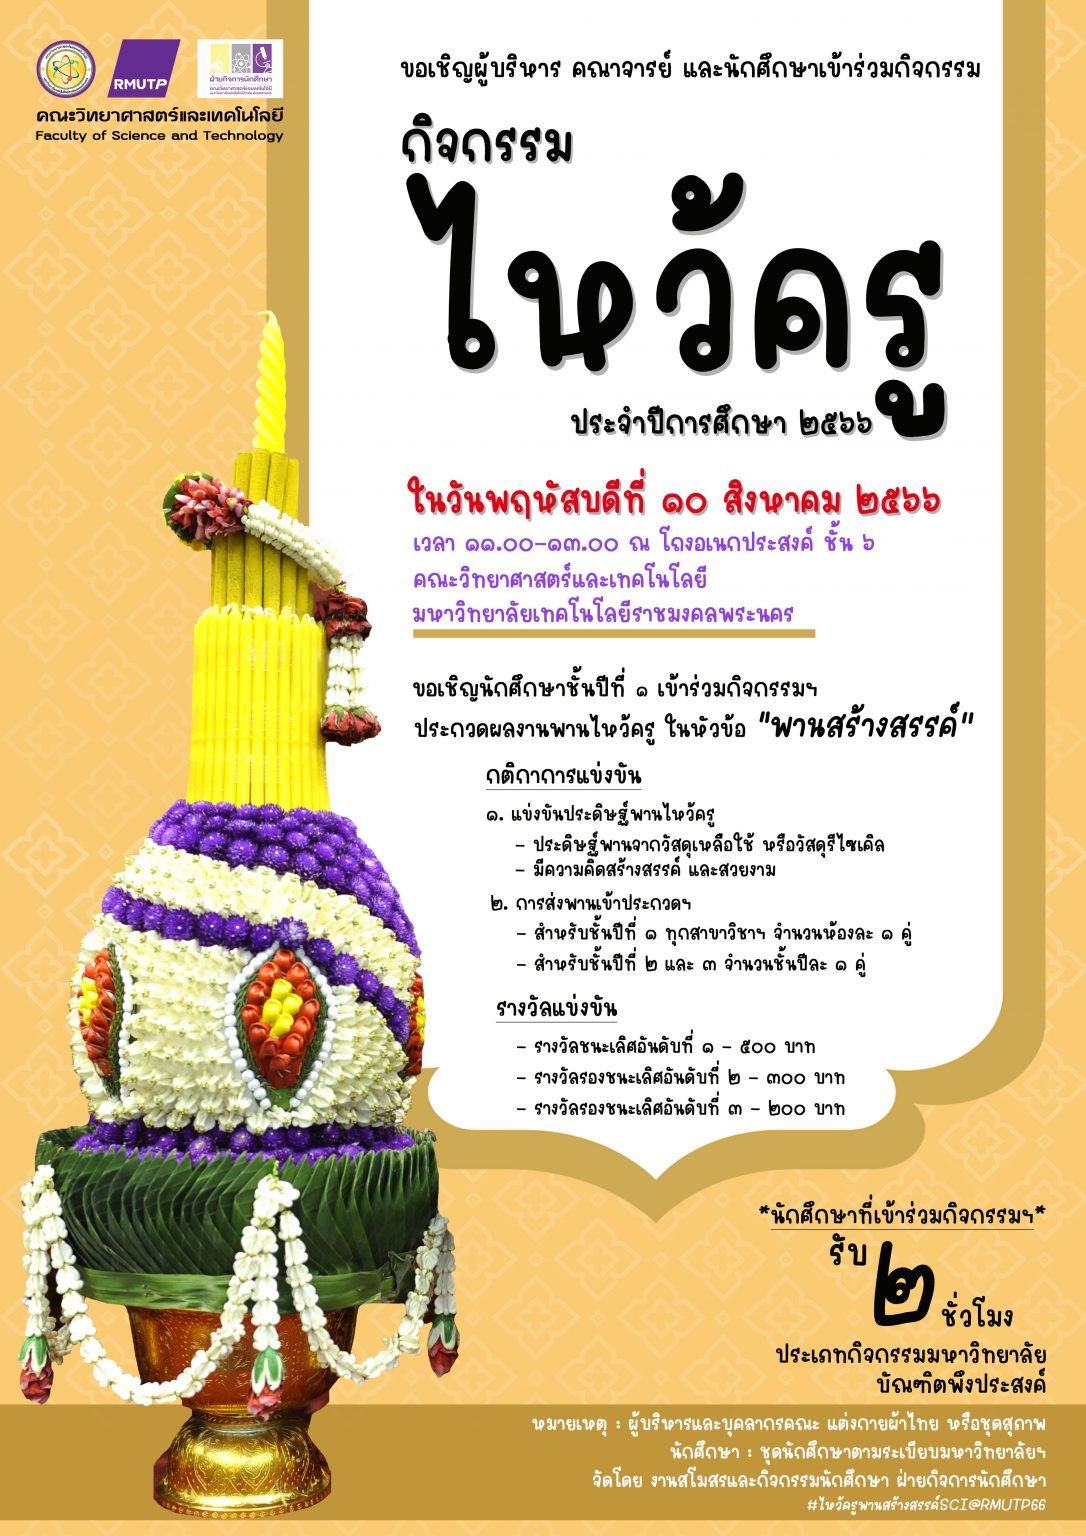 RMUTP
ฝ่ายกิจการนักศึกษา
คณะวิทยาศาสตร์และเทคโนโลยี
Faculty of Science and Technology
ขอเชิญผู้บริหาร คณาจารย์ และนักศึกษาเข้าร่วมกิจกรรม
กิจกรรม
ไหว้ครู
ประจำปีการศึกษา ๒๕๖๖
ในวันพฤหัสบดีที่ ๑๐ สิงหาคม ๒๕๖๖
เวลา ๑๑.๐๐-๑๓.๐๐ ณ โถงอเนกประสงค์ ชั้น ๖
คณะวิทยาศาสตร์และเทคโนโลยี
มหาวิทยาลัยเทคโนโลยีราชมงคลพระนคร
ขอเชิญนักศึกษาชั้นปีที่ ๑ เข้าร่วมกิจกรรมฯ
ประกวดผลงานพานไหว้ครู ในหัวข้อ "พานสร้างสรรค์"
กติกาการแข่งขัน
๑. แข่งขันประดิษฐ์พานไหว้ครู
- ประดิษฐ์พานจากวัสดุเหลือใช้ หรือวัสดุรีไซเคิล
- มีความคิดสร้างสรรค์ และสวยงาม
๒. การส่งพานเข้าประกวดฯ
- สำหรับชั้นปีที่ ๑ ทุกสาขาวิชาฯ จำนวนห้องละ ๑ คู่
- สำหรับชั้นปีที่ ๒ และ ๓ จำนวนชั้นปีละ ๑ คู่
รางวัลแข่งขัน
- รางวัลชนะเลิศอันดับที่ ๑ - ๕๐๐ บาท
- รางวัลรองชนะเลิศอันดับที่ ๒ - ๓๐๐ บาท
- รางวัลรองชนะเลิศอันดับที่ ๓ - ๒๐๐ บาท
*นักศึกษาที่เข้าร่วมกิจกรรมฯ*
รับ ๒ ชั่วโมง
ประเภทกิจกรรมมหาวิทยาลัย
บัณฑิตพึงประสงค์
หมายเหตุ : ผู้บริหารและบุคลากรคณะ แต่งกายผ้าไทย หรือชุดสุภาพ
นักศึกษา : ชุดนักศึกษาตามระเบียบมหาวิทยาลัยฯ
จัดโดย งานสโมสรและกิจกรรมนักศึกษา ฝ่ายกิจการนักศึกษา
#ไหว้ครูพานสร้างสรรค์SCI@RMUTP66